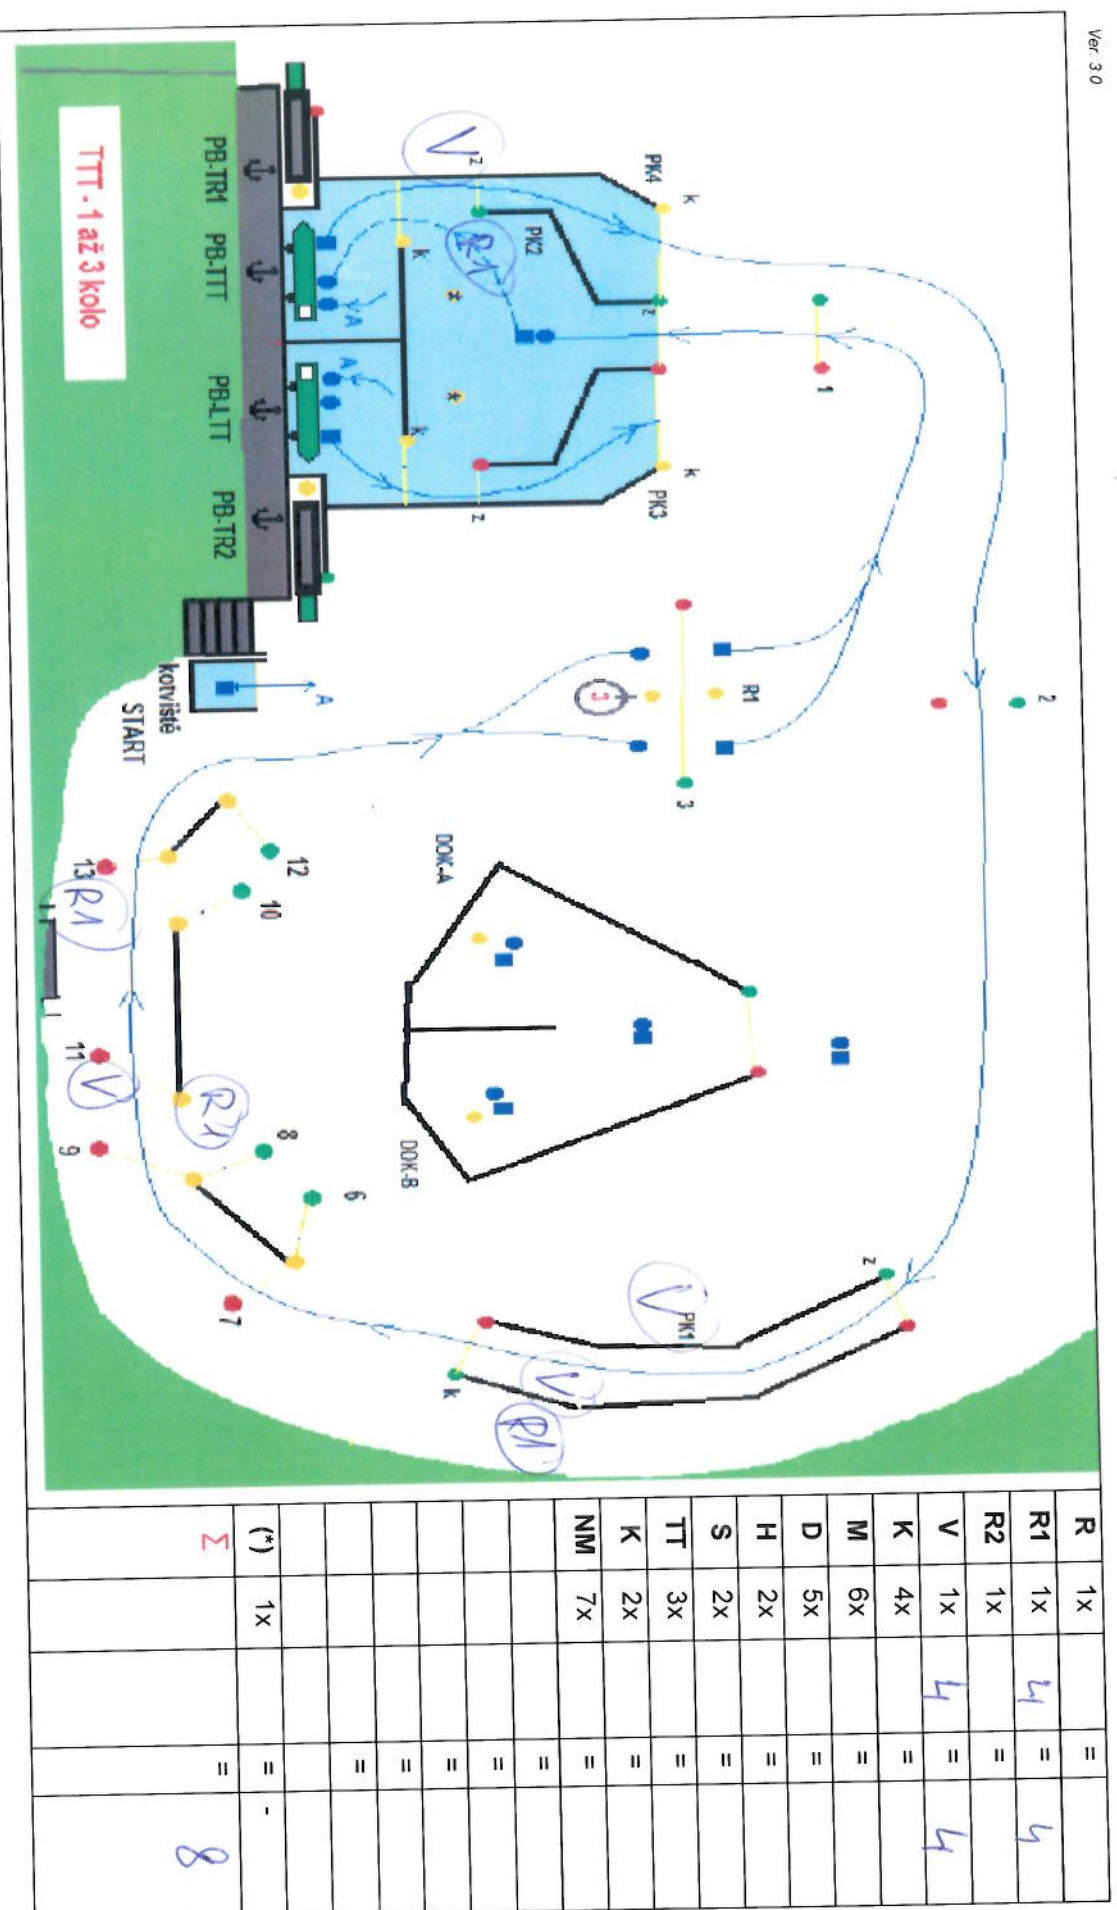 Ver. 3.0
TTT - 1 až 3 kolo
PB-TR1
PB-TTT
PB-LTT
PB-TR2
kotviště
START
A
A
A
V
z
R1
PK2
PK4
k
k
k
k
z
z
PK3
1
2
R1
3
3
12
10
13
R1
11
V
R1
9
8
6
7
DOK-A
DOK-B
V
PK1
z
V
k
R1
R 1x =
R1 1x 4 = 4
R2 1x =
V 1x 4 = 4
K 4x =
M 6x =
D 5x =
H 2x =
S 2x =
TT 3x =
K 2x =
NM 7x =
=
=
=
=
=
(*) 1x = -
Σ = 8